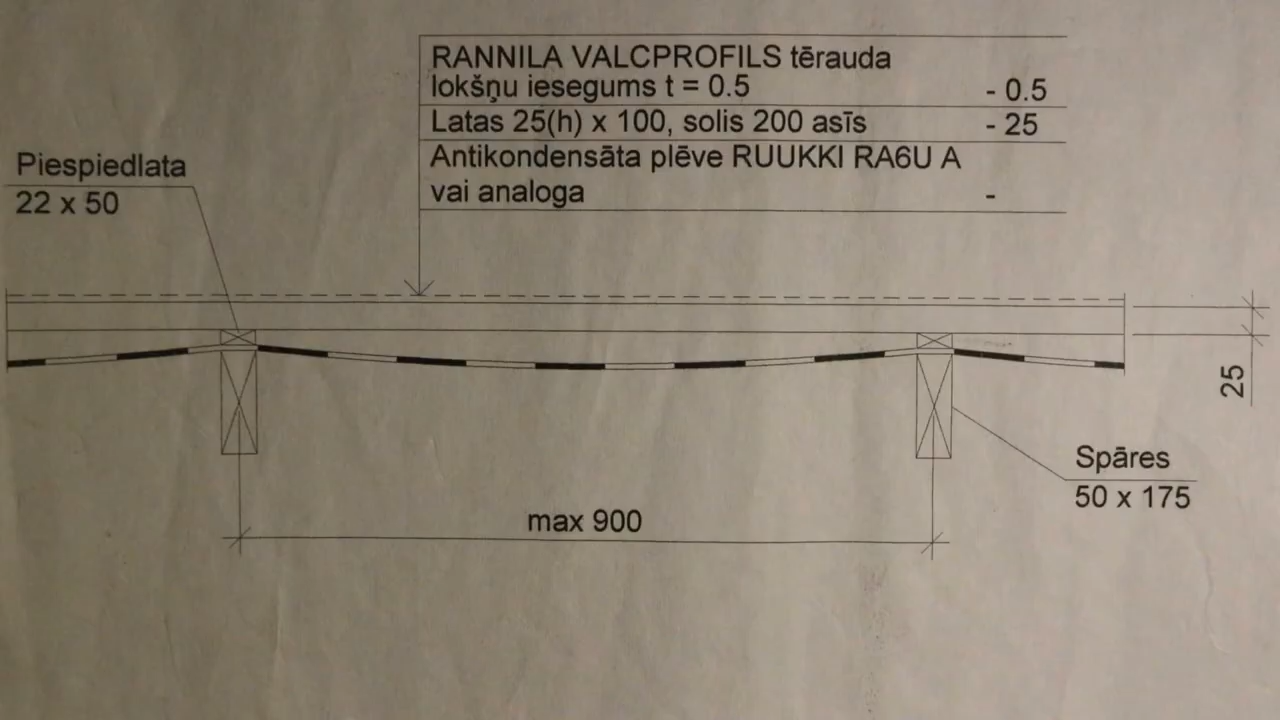 RANNILA VALCPROFILS tērauda
lokšņu iesegums t = 0.5 - 0.5
Latas 25(h) x 100, solis 200 asīs - 25
Antikondensāta plēve RUUKKI RA6U A
vai analoga -
Piespiedlata
22 x 50
25
Spāres
50 x 175
max 900